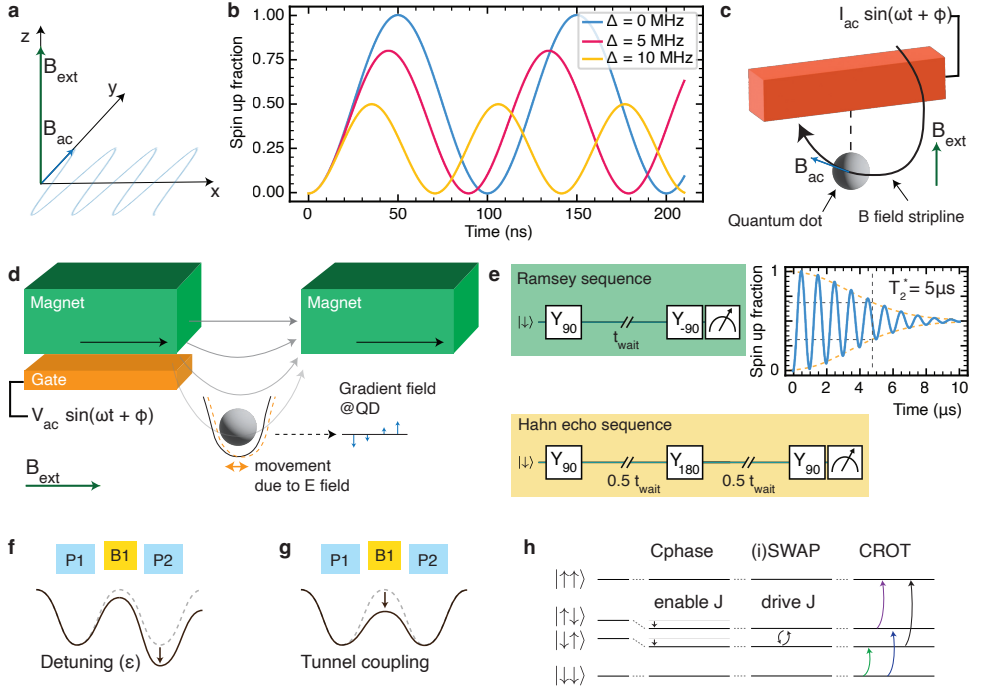 a
z
B_ext
y
B_ac
x
b
Spin up fraction
1.00
0.75
0.50
0.25
0.00
Δ = 0 MHz
Δ = 5 MHz
Δ = 10 MHz
0
50
100
150
200
Time (ns)
c
I_ac sin(ωt + ϕ)
B_ext
B_ac
Quantum dot
B field stripline
d
Magnet
Magnet
Gate
V_ac sin(ωt + ϕ)
Gradient field
@QD
B_ext
movement
due to E field
e
Ramsey sequence
|↓⟩
Y_90
t_wait
Y_-90
Spin up fraction
1
0
T_2^* = 5μs
0
2
4
6
8
10
Time (μs)
Hahn echo sequence
|↓⟩
Y_90
0.5 t_wait
Y_180
0.5 t_wait
Y_90
f
P1
B1
P2
Detuning (ε)
g
P1
B1
P2
Tunnel coupling
h
Cphase
(i)SWAP
CROT
|↑↑⟩
enable J
drive J
|↑↓⟩
|↓↑⟩
|↓↓⟩